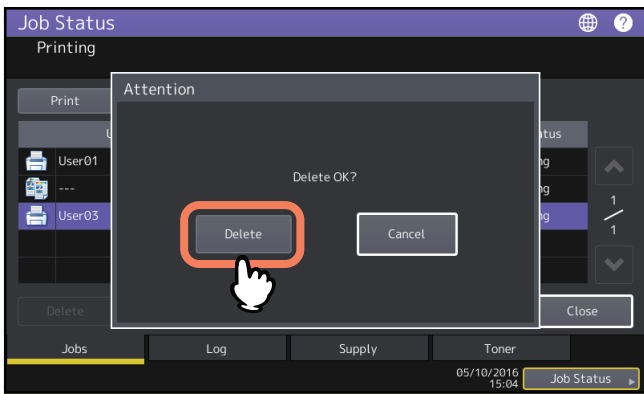 Job Status
?
Printing
Attention
Print
User01
---
User03
Delete OK?
Delete
Cancel
1
1
Delete
Close
Jobs
Log
Supply
Toner
05/10/2016
15:04
Job Status